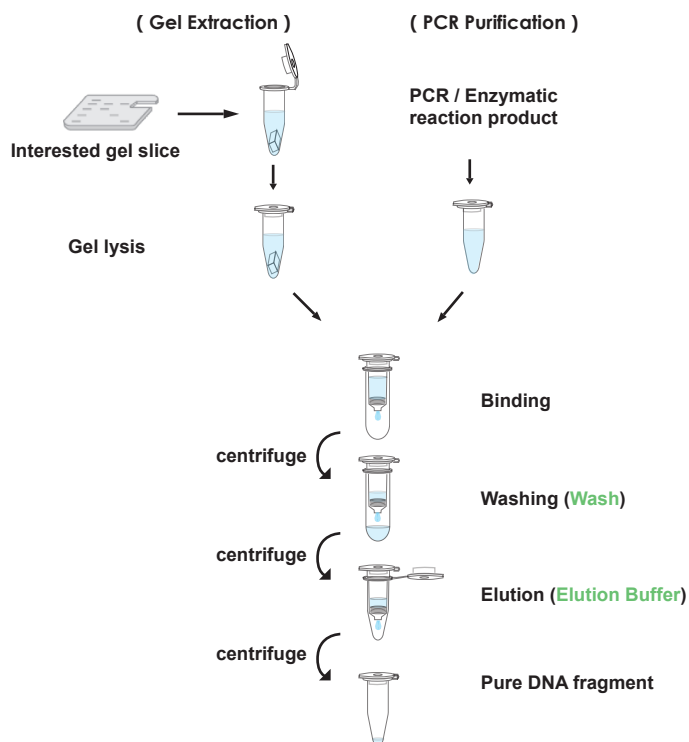 ( Gel Extraction )
( PCR Purification )
PCR / Enzymatic
reaction product
Interested gel slice
Gel lysis
Binding
centrifuge
Washing (Wash)
centrifuge
Elution (Elution Buffer)
centrifuge
Pure DNA fragment